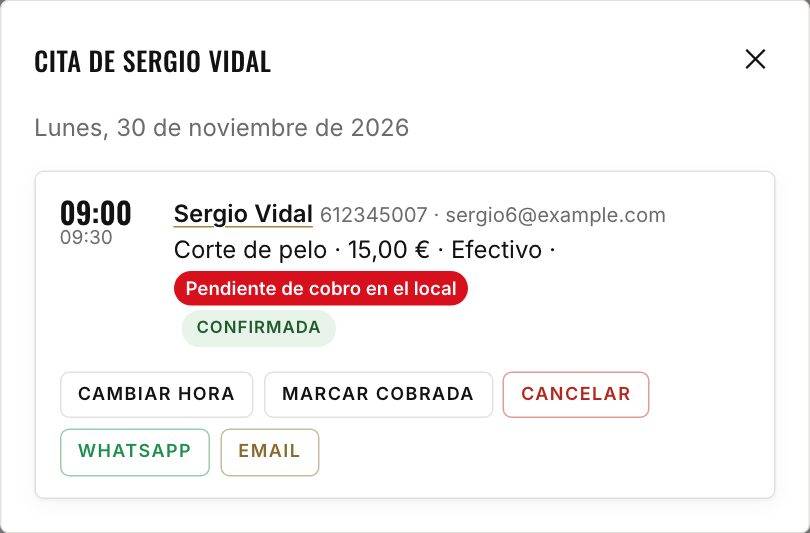 CITA DE SERGIO VIDAL
Lunes, 30 de noviembre de 2026
09:00
09:30
Sergio Vidal 612345007 · sergio6@example.com
Corte de pelo · 15,00 € · Efectivo ·
Pendiente de cobro en el local
CONFIRMADA
CAMBIAR HORA MARCAR COBRADA CANCELAR
WHATSAPP EMAIL